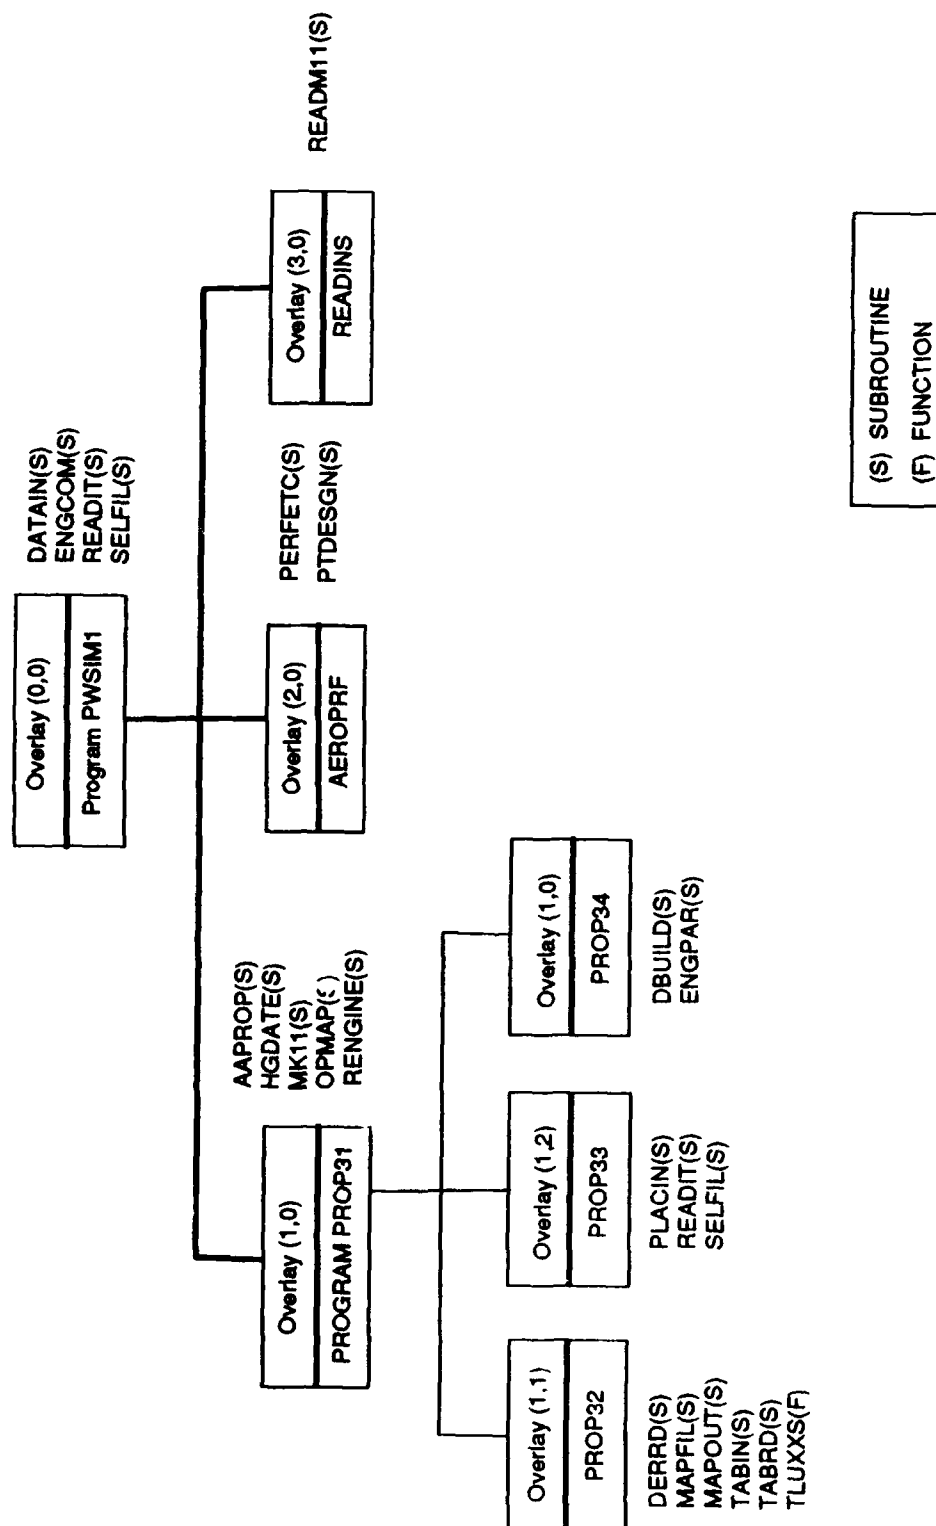 Overlay (0,0)
Program PWSIM1
DATAIN(S)
ENGCOM(S)
READIT(S)
SELFIL(S)
Overlay (1,0)
PROGRAM PROP31
AAPROP(S)
HGDATE(S)
MK11(S)
OPMAP(S)
RENGINE(S)
Overlay (2,0)
AEROPRF
PERFETC(S)
PTDESGN(S)
Overlay (3,0)
READINS
READM11(S)
Overlay (1,1)
PROP32
DERRD(S)
MAPFIL(S)
MAPOUT(S)
TABIN(S)
TABRD(S)
TLUXXS(F)
Overlay (1,2)
PROP33
PLACIN(S)
READIT(S)
SELFIL(S)
Overlay (1,0)
PROP34
DBUILD(S)
ENGPAR(S)
(S) SUBROUTINE
(F) FUNCTION